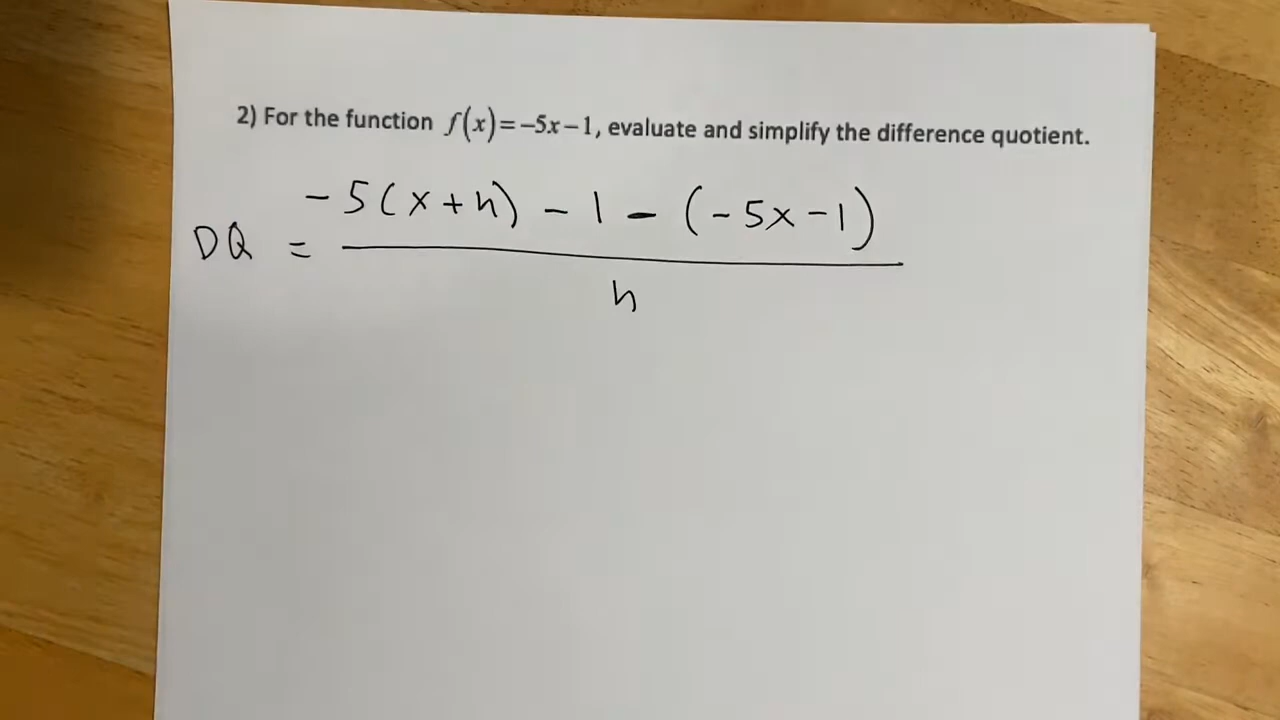 2) For the function f(x)=-5x-1, evaluate and simplify the difference quotient.
-5(x+h) - 1 - (-5x-1)
DQ =
h